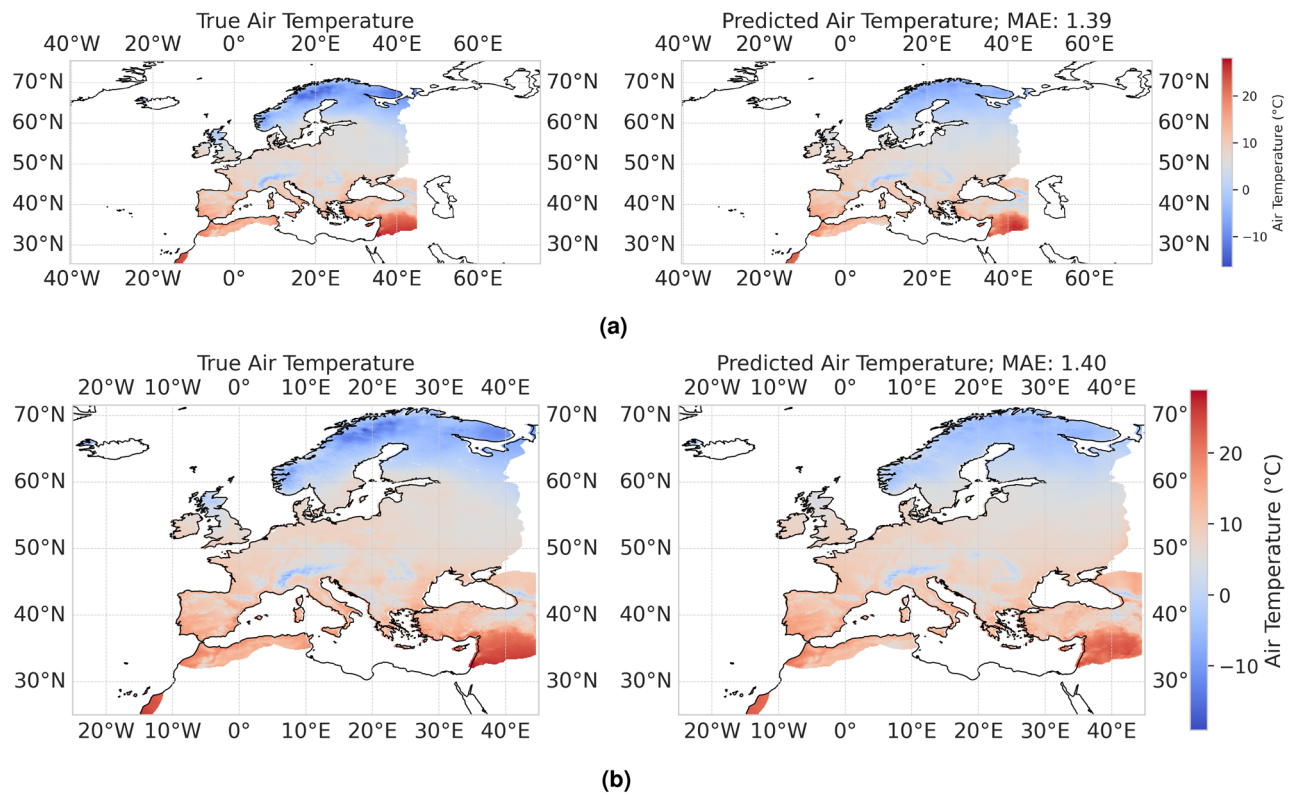 True Air Temperature
Predicted Air Temperature; MAE: 1.39
40°W 20°W 0° 20°E 40°E 60°E
40°W 20°W 0° 20°E 40°E 60°E
70°N 70°N 70°N 70°N
60°N 60°N 60°N 60°N
50°N 50°N 50°N 50°N
40°N 40°N 40°N 40°N
30°N 30°N 30°N 30°N
40°W 20°W 0° 20°E 40°E 60°E
40°W 20°W 0° 20°E 40°E 60°E
20
10
0
−10
Air Temperature (°C)
(a)
True Air Temperature
Predicted Air Temperature; MAE: 1.40
20°W 10°W 0° 10°E 20°E 30°E 40°E
20°W 10°W 0° 10°E 20°E 30°E 40°E
70°N 70°N 70°N 70°
60°N 60°N 60°N 60°
50°N 50°N 50°N 50°
40°N 40°N 40°N 40°
30°N 30°N 30°N 30°
20°W 10°W 0° 10°E 20°E 30°E 40°E
20°W 10°W 0° 10°E 20°E 30°E 40°E
20
10
0
−10
Air Temperature (°C)
(b)